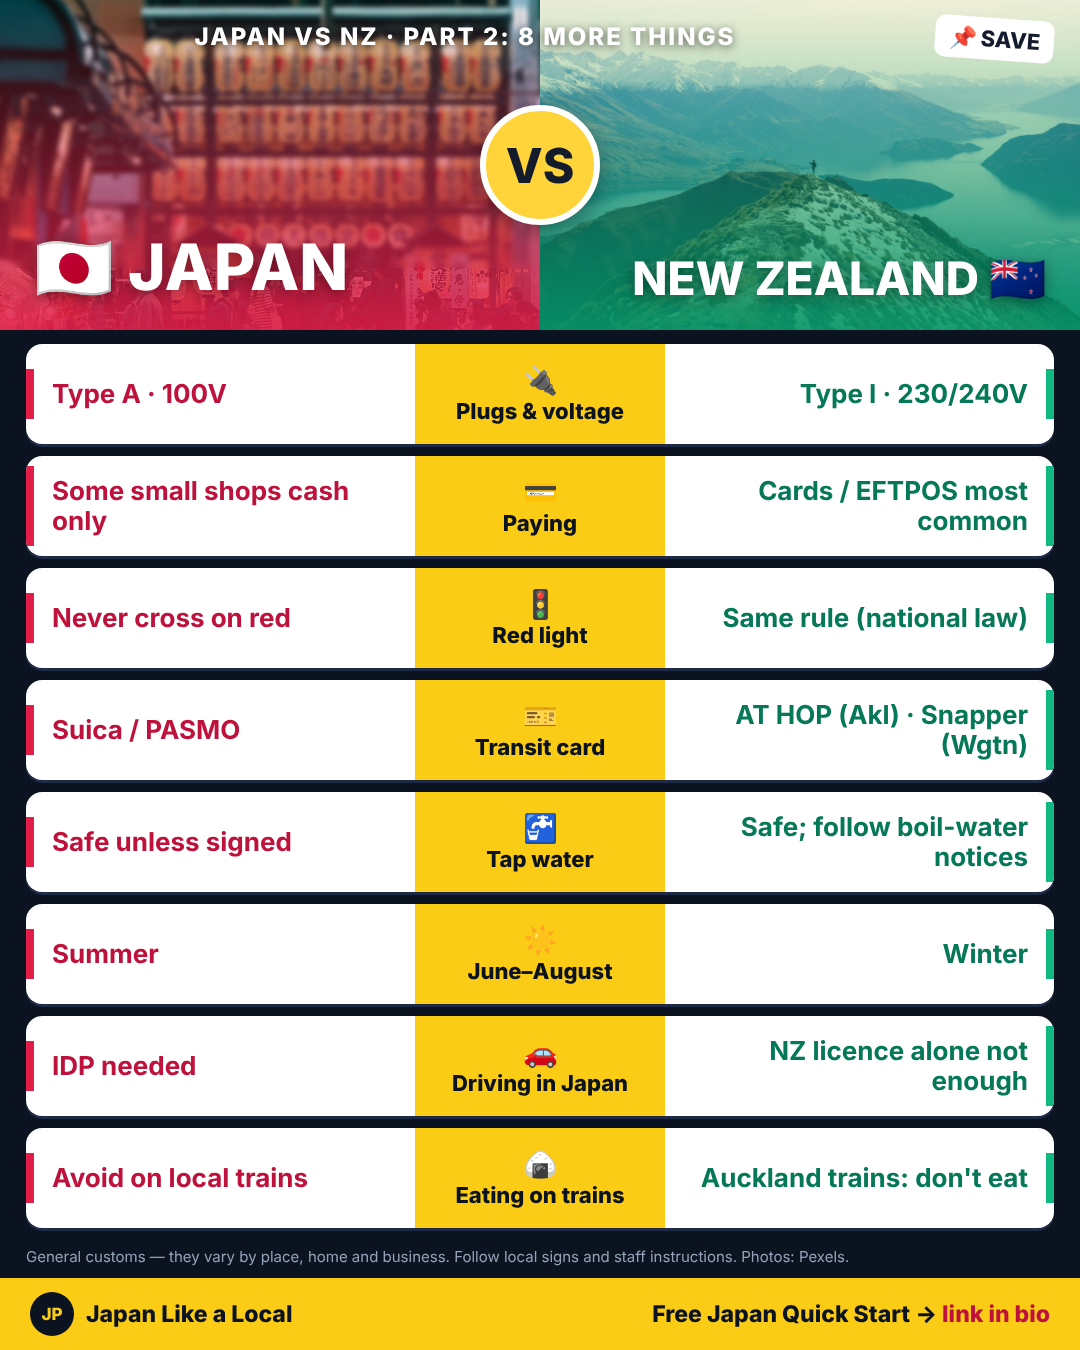 JAPAN VS NZ · PART 2: 8 MORE THINGS
📌 SAVE
VS
JAPAN
NEW ZEALAND
Type A · 100V
Plugs & voltage
Type I · 230/240V
Some small shops cash
only
Paying
Cards / EFTPOS most
common
Never cross on red
Red light
Same rule (national law)
Suica / PASMO
Transit card
AT HOP (Akl) · Snapper
(Wgtn)
Safe unless signed
Tap water
Safe; follow boil-water
notices
Summer
June–August
Winter
IDP needed
Driving in Japan
NZ licence alone not
enough
Avoid on local trains
Eating on trains
Auckland trains: don't eat
General customs — they vary by place, home and business. Follow local signs and staff instructions. Photos: Pexels.
JP
Japan Like a Local
Free Japan Quick Start → link in bio